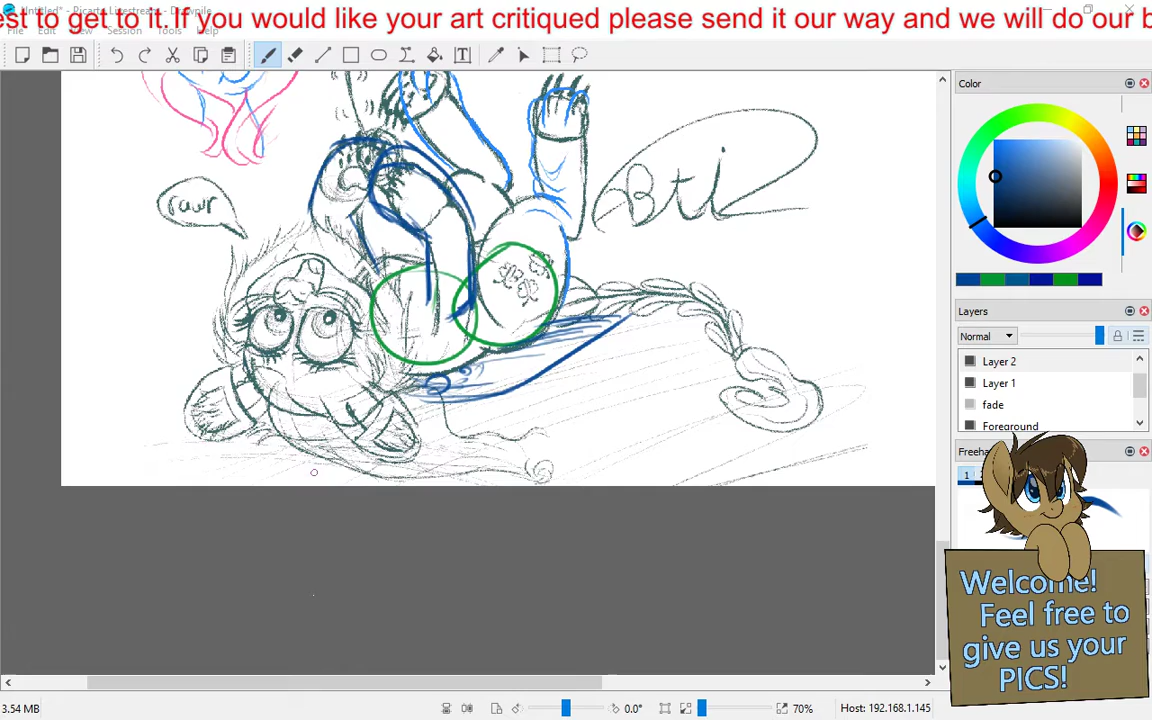 Untitled* - Picarto Livestream - Drawpile
est to get to it.If you would like your art critiqued please send it our way and we will do our b
File Edit View Session Tools Help
Color
rawr
Layers
Normal
Layer 2
Layer 1
fade
Foreground
Freeha
1
Welcome!
Feel free to
give us your
PICS!
3.54 MB
0.0°
70%
Host: 192.168.1.145